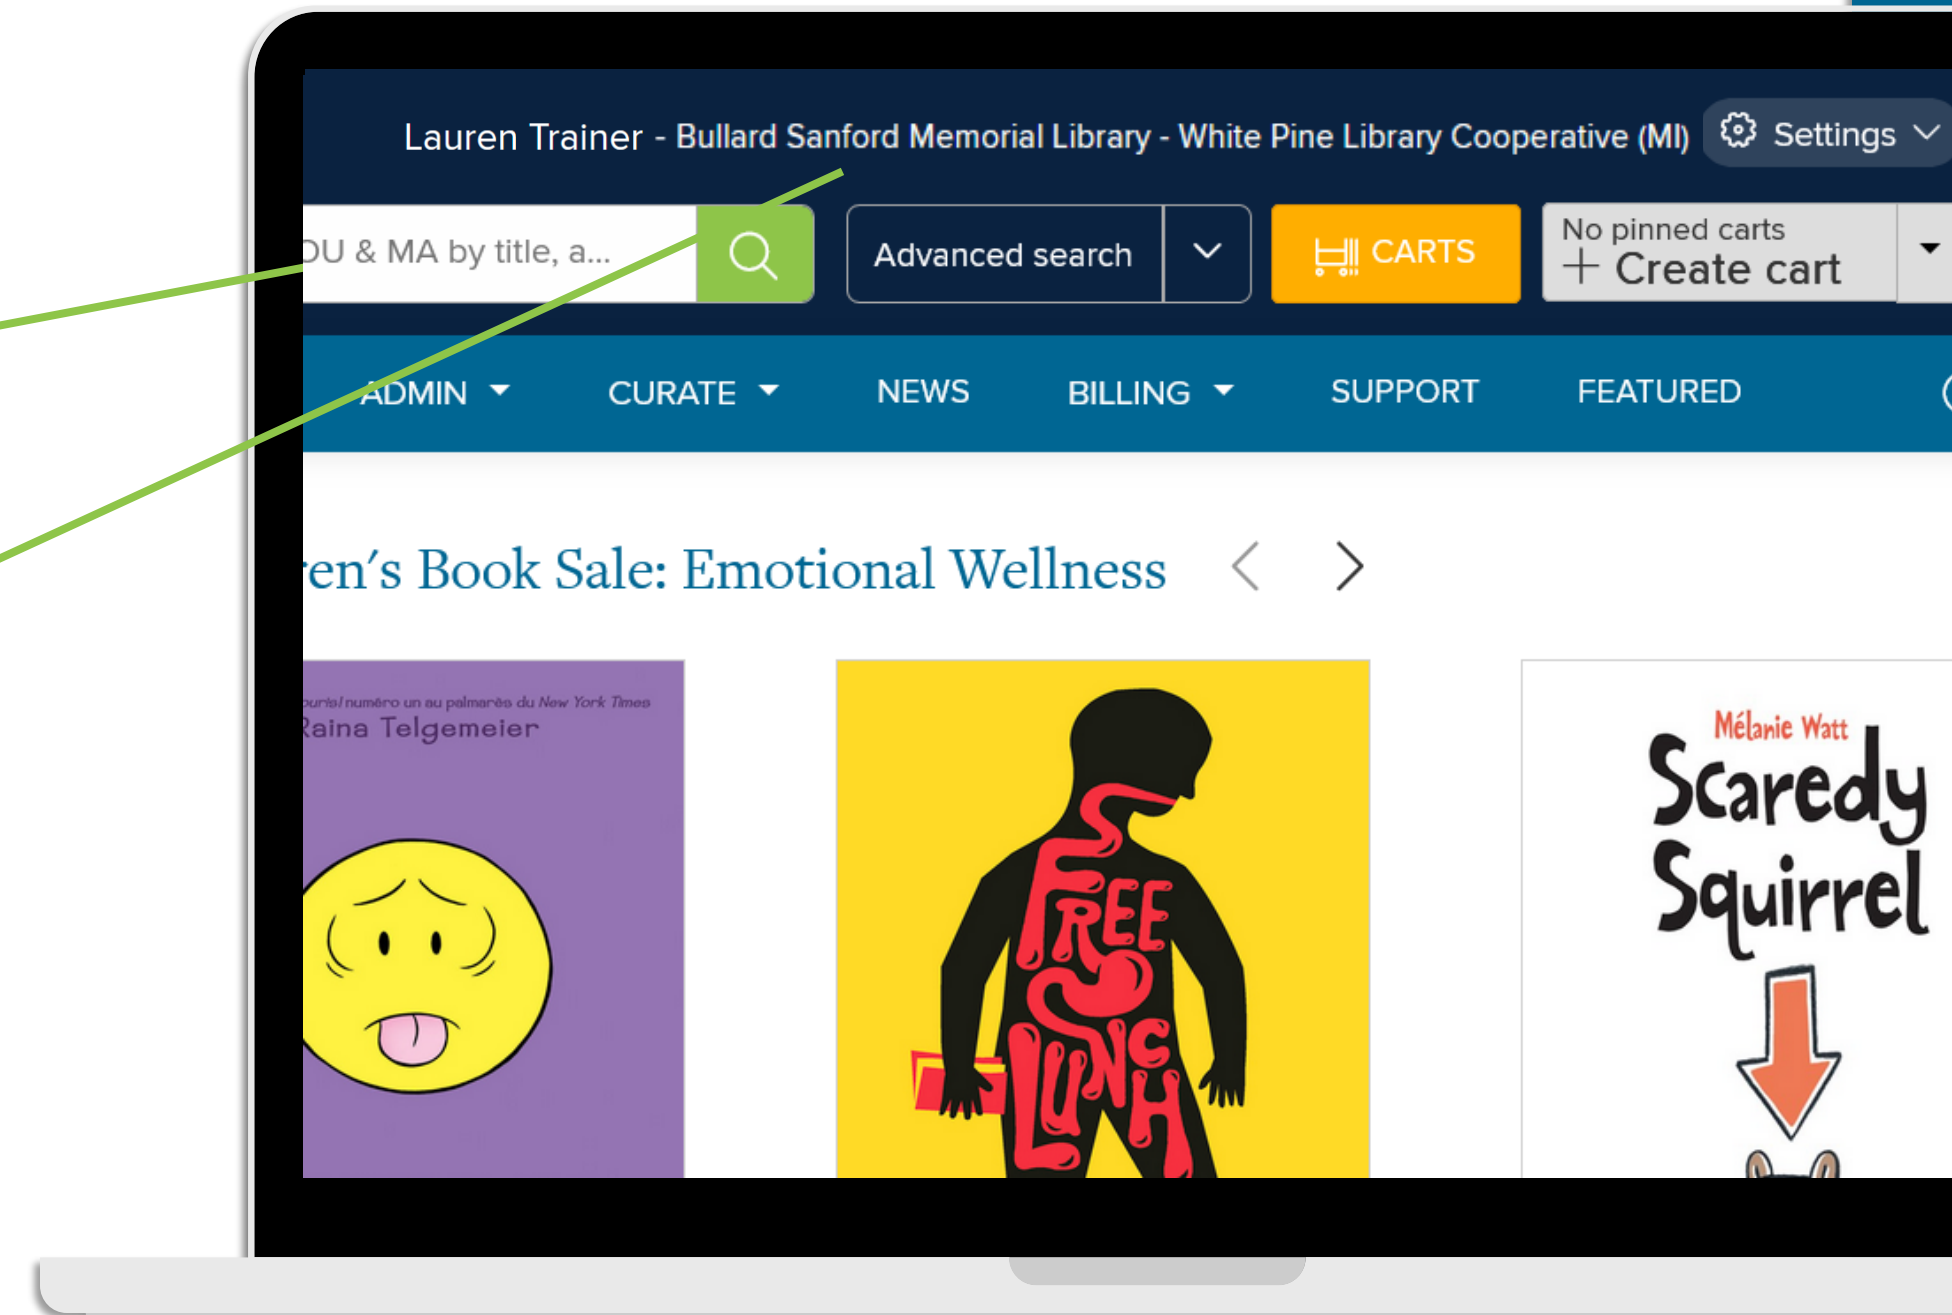 Lauren Trainer - Bullard Sanford Memorial Library - White Pine Library Cooperative (MI) Settings
OU & MA by title, a...
Advanced search
CARTS
No pinned carts
+ Create cart
ADMIN CURATE NEWS BILLING SUPPORT FEATURED
en's Book Sale: Emotional Wellness
numéro un au palmarès du New York Times
Raina Telgemeier
FREE
LUNCH
Mélanie Watt
Scaredy
Squirrel